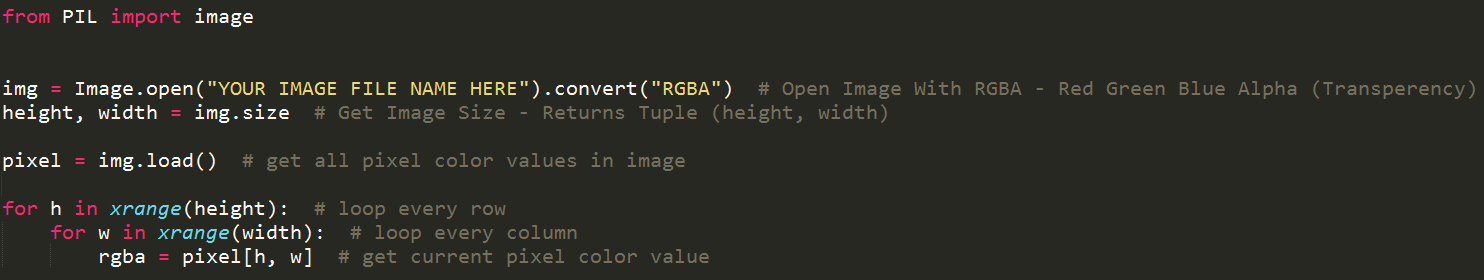 from PIL import image
img = Image.open("YOUR IMAGE FILE NAME HERE").convert("RGBA")  # Open Image With RGBA - Red Green Blue Alpha (Transperency)
height, width = img.size  # Get Image Size - Returns Tuple (height, width)
pixel = img.load()  # get all pixel color values in image
for h in xrange(height):  # loop every row
    for w in xrange(width):  # loop every column
        rgba = pixel[h, w]  # get current pixel color value